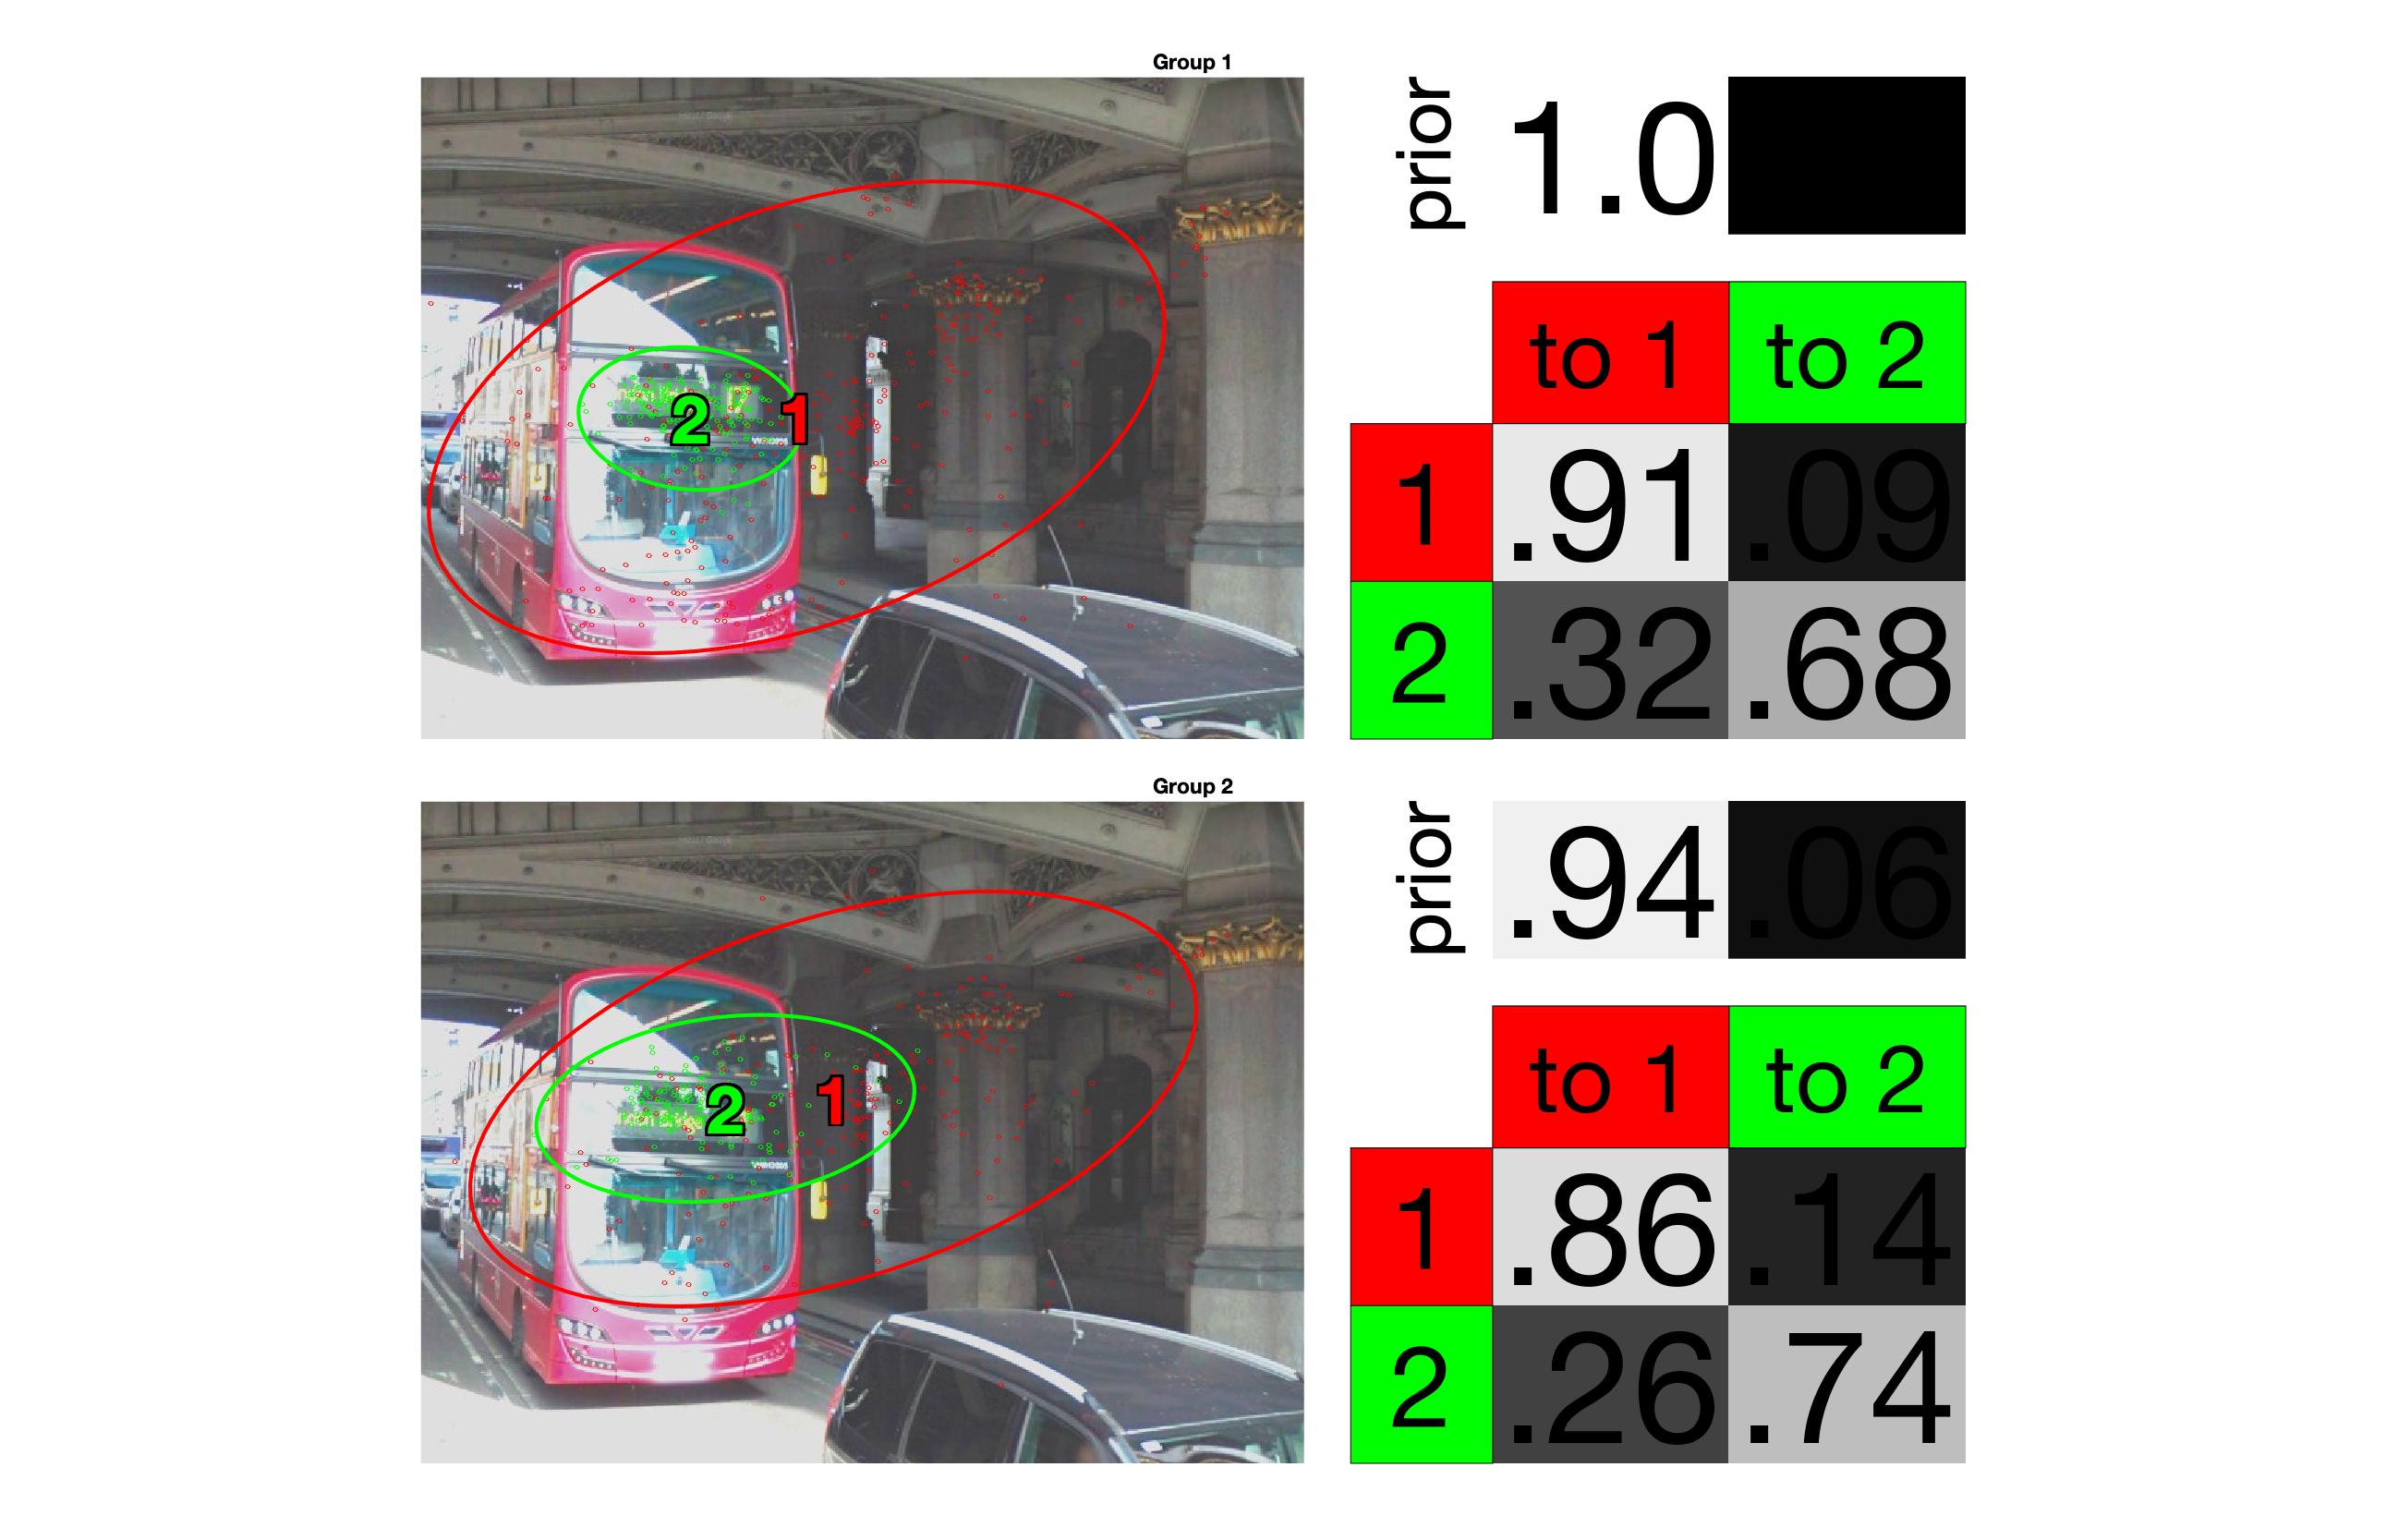 Group 1
prior 1.0
to 1 to 2
1 .91 .09
2 .32 .68
2 1
Group 2
prior .94 .06
to 1 to 2
1 .86 .14
2 .26 .74
2 1